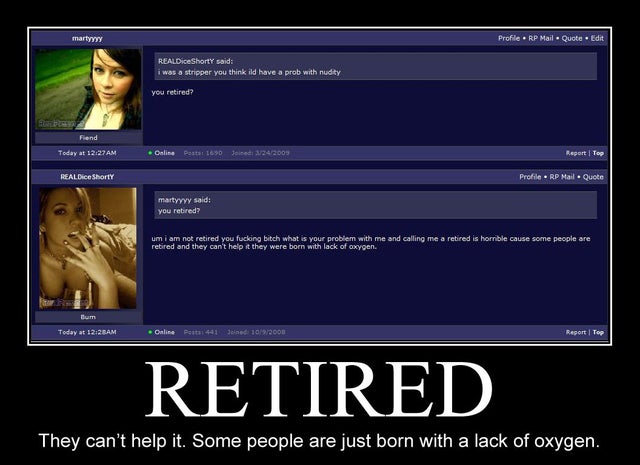 martyyyy
Profile • RP Mail • Quote • Edit
REALDiceShortY said:
i was a stripper you think ild have a prob with nudity
you retired?
Fiend
Today at 12:27AM
Online Posts: 1690 Joined: 3/24/2009
Report | Top
REALDiceShortY
Profile • RP Mail • Quote
martyyyy said:
you retired?
um i am not retired you fucking bitch what is your problem with me and calling me a retired is horrible cause some people are
retired and they can't help it they were born with lack of oxygen.
Bum
Today at 12:28AM
Online Posts: 441 Joined: 10/9/2008
Report | Top
RETIRED
They can't help it. Some people are just born with a lack of oxygen.